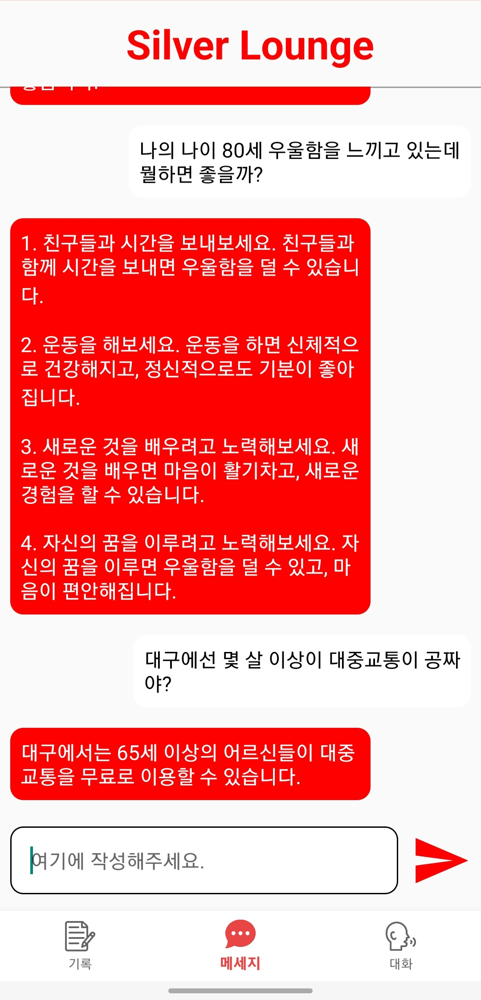 Silver Lounge
나의 나이 80세 우울함을 느끼고 있는데
뭘하면 좋을까?
1. 친구들과 시간을 보내보세요. 친구들과
함께 시간을 보내면 우울함을 덜 수 있습니
다.
2. 운동을 해보세요. 운동을 하면 신체적으
로 건강해지고, 정신적으로도 기분이 좋아
집니다.
3. 새로운 것을 배우려고 노력해보세요. 새
로운 것을 배우면 마음이 활기차고, 새로운
경험을 할 수 있습니다.
4. 자신의 꿈을 이루려고 노력해보세요. 자
신의 꿈을 이루면 우울함을 덜 수 있고, 마
음이 편안해집니다.
대구에선 몇 살 이상이 대중교통이 공짜
야?
대구에서는 65세 이상의 어르신들이 대중
교통을 무료로 이용할 수 있습니다.
여기에 작성해주세요.
기록
메세지
대화